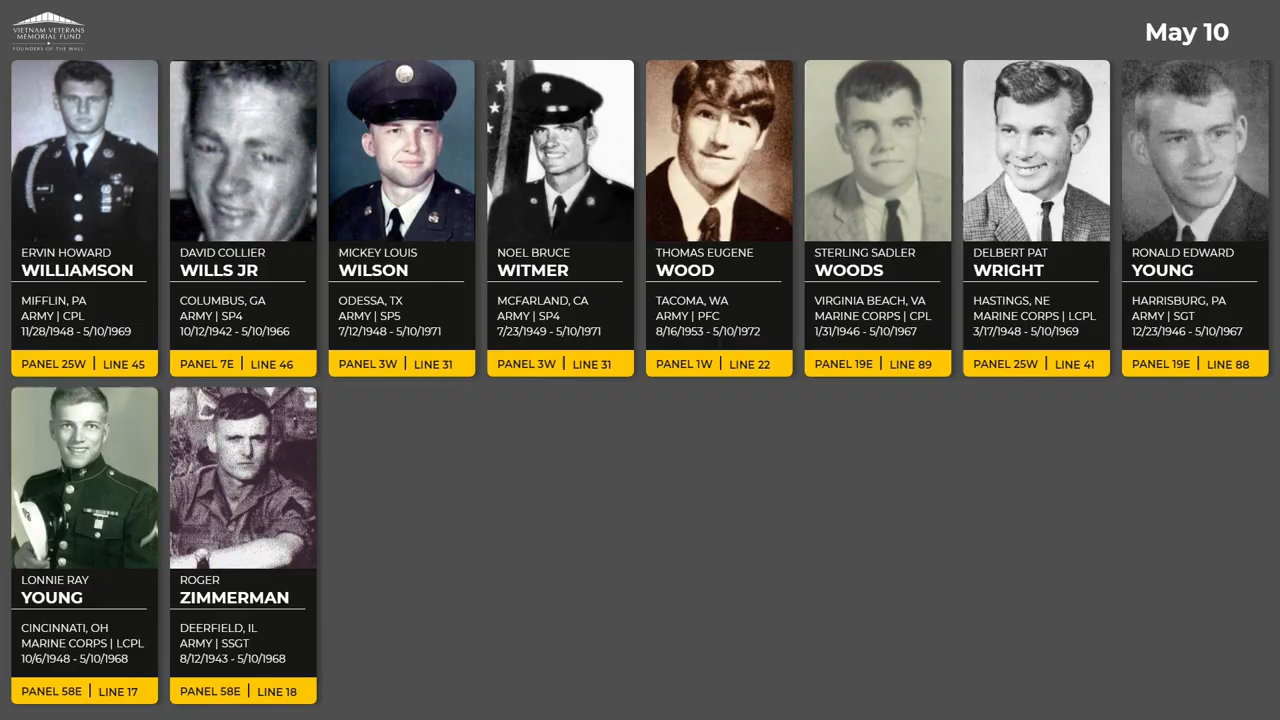 VIETNAM VETERANS
MEMORIAL FUND
FOUNDERS OF THE WALL
May 10
ERVIN HOWARD
WILLIAMSON
MIFFLIN, PA
ARMY | CPL
11/28/1948 - 5/10/1969
PANEL 25W | LINE 45
DAVID COLLIER
WILLS JR
COLUMBUS, GA
ARMY | SP4
10/12/1942 - 5/10/1966
PANEL 7E | LINE 46
MICKEY LOUIS
WILSON
ODESSA, TX
ARMY | SP5
7/12/1948 - 5/10/1971
PANEL 3W | LINE 31
NOEL BRUCE
WITMER
MCFARLAND, CA
ARMY | SP4
7/23/1949 - 5/10/1971
PANEL 3W | LINE 31
THOMAS EUGENE
WOOD
TACOMA, WA
ARMY | PFC
8/16/1953 - 5/10/1972
PANEL 1W | LINE 22
STERLING SADLER
WOODS
VIRGINIA BEACH, VA
MARINE CORPS | CPL
1/31/1946 - 5/10/1967
PANEL 19E | LINE 89
DELBERT PAT
WRIGHT
HASTINGS, NE
MARINE CORPS | LCPL
3/17/1948 - 5/10/1969
PANEL 25W | LINE 41
RONALD EDWARD
YOUNG
HARRISBURG, PA
ARMY | SGT
12/23/1946 - 5/10/1967
PANEL 19E | LINE 88
LONNIE RAY
YOUNG
CINCINNATI, OH
MARINE CORPS | LCPL
10/6/1948 - 5/10/1968
PANEL 58E | LINE 17
ROGER
ZIMMERMAN
DEERFIELD, IL
ARMY | SSGT
8/12/1943 - 5/10/1968
PANEL 58E | LINE 18